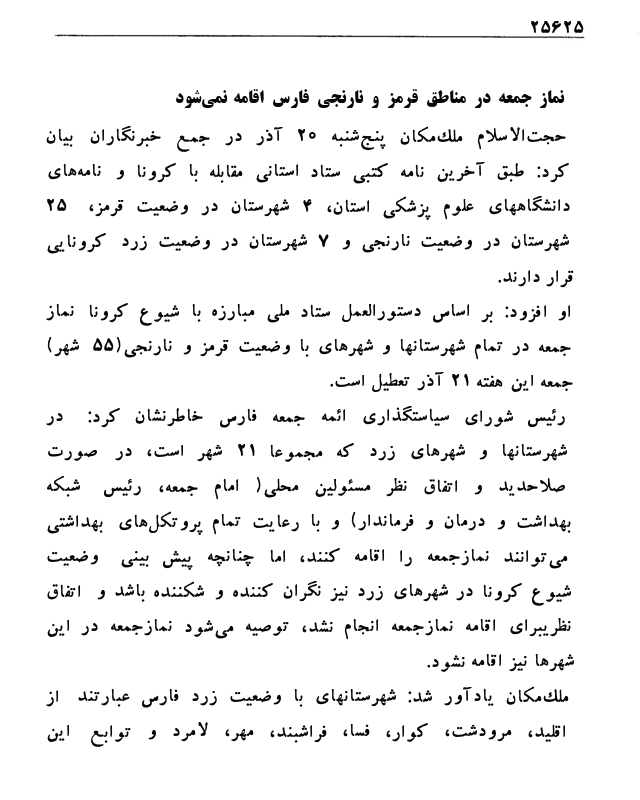 ۲۵۶۲۵
نماز جمعه در مناطق قرمز و نارنجی فارس اقامه نمی‌شود
حجت‌الاسلام ملك‌مکان پنج‌شنبه ۲۰ آذر در جمع خبرنگاران بیان
کرد: طبق آخرین نامه کتبی ستاد استانی مقابله با کرونا و نامه‌های
دانشگاههای علوم پزشکی استان، ۴ شهرستان در وضعیت قرمز، ۲۵
شهرستان در وضعیت نارنجی و ۷ شهرستان در وضعیت زرد کرونایی
قرار دارند.
او افزود: بر اساس دستورالعمل ستاد ملی مبارزه با شیوع کرونا نماز
جمعه در تمام شهرستانها و شهرهای با وضعیت قرمز و نارنجی(۵۵ شهر)
جمعه این هفته ۲۱ آذر تعطیل است.
رئیس شورای سیاستگذاری ائمه جمعه فارس خاطرنشان کرد: در
شهرستانها و شهرهای زرد که مجموعا ۲۱ شهر است، در صورت
صلاحدید و اتفاق نظر مسئولین محلی( امام جمعه، رئیس شبکه
بهداشت و درمان و فرماندار) و با رعایت تمام پروتکل‌های بهداشتی
می‌توانند نمازجمعه را اقامه کنند، اما چنانچه پیش بینی وضعیت
شیوع کرونا در شهرهای زرد نیز نگران کننده و شکننده باشد و اتفاق
نظربرای اقامه نمازجمعه انجام نشد، توصیه می‌شود نمازجمعه در این
شهرها نیز اقامه نشود.
ملك‌مکان یادآور شد: شهرستانهای با وضعیت زرد فارس عبارتند از
اقلید، مرودشت، کوار، فسا، فراشبند، مهر، لامرد و توابع این